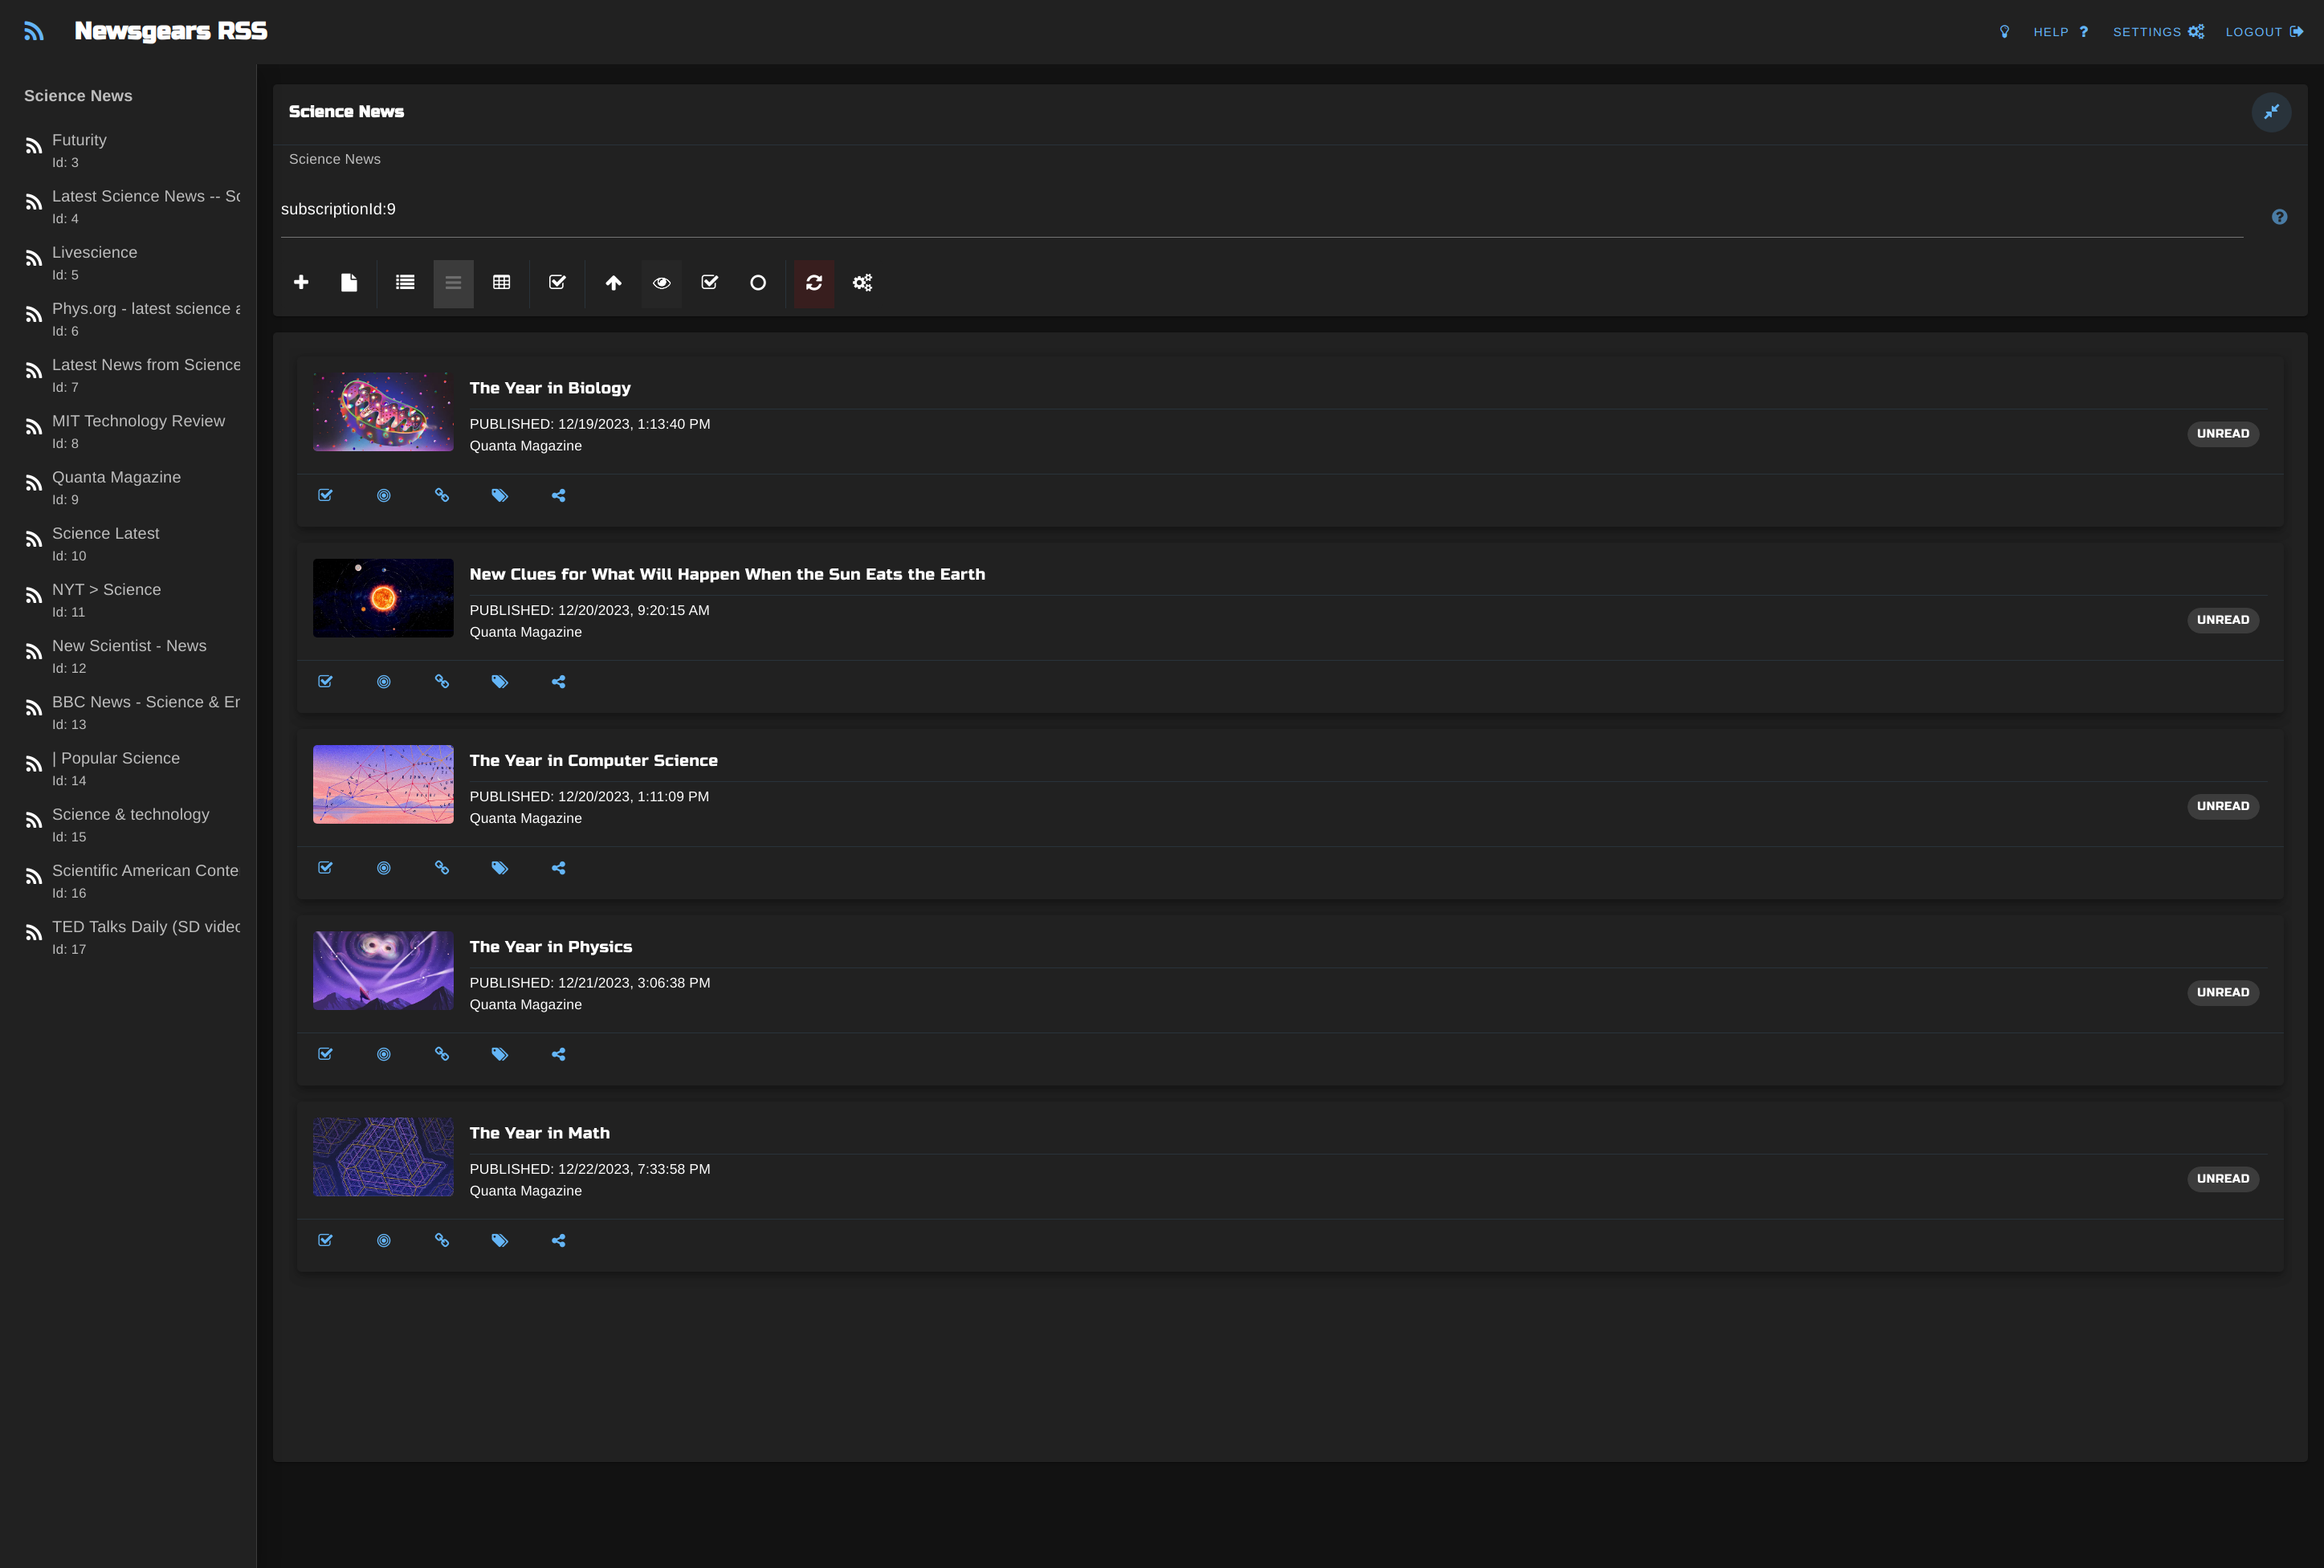 Newsgears RSS
HELP ?
SETTINGS
LOGOUT
Science News
Futurity
Id: 3
Latest Science News -- Sc
Id: 4
Livescience
Id: 5
Phys.org - latest science a
Id: 6
Latest News from Science
Id: 7
MIT Technology Review
Id: 8
Quanta Magazine
Id: 9
Science Latest
Id: 10
NYT > Science
Id: 11
New Scientist - News
Id: 12
BBC News - Science & Er
Id: 13
| Popular Science
Id: 14
Science & technology
Id: 15
Scientific American Conte
Id: 16
TED Talks Daily (SD video
Id: 17
Science News
Science News
subscriptionId:9
?
The Year in Biology
PUBLISHED: 12/19/2023, 1:13:40 PM
Quanta Magazine
UNREAD
New Clues for What Will Happen When the Sun Eats the Earth
PUBLISHED: 12/20/2023, 9:20:15 AM
Quanta Magazine
UNREAD
The Year in Computer Science
PUBLISHED: 12/20/2023, 1:11:09 PM
Quanta Magazine
UNREAD
The Year in Physics
PUBLISHED: 12/21/2023, 3:06:38 PM
Quanta Magazine
UNREAD
The Year in Math
PUBLISHED: 12/22/2023, 7:33:58 PM
Quanta Magazine
UNREAD